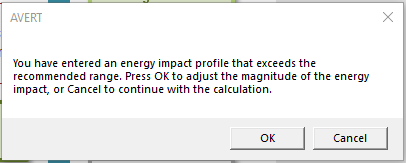 AVERT
You have entered an energy impact profile that exceeds the
recommended range. Press OK to adjust the magnitude of the energy
impact, or Cancel to continue with the calculation.
OK
Cancel